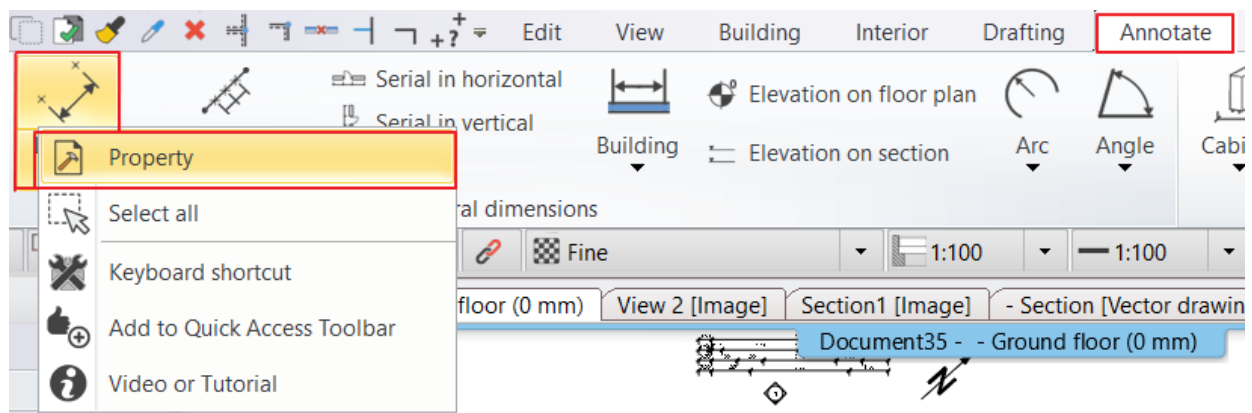 Edit View Building Interior Drafting Annotate
Serial in horizontal
Serial in vertical
Building
Elevation on floor plan
Elevation on section
Arc
Angle
Cabi
Property
Select all
Keyboard shortcut
Add to Quick Access Toolbar
Video or Tutorial
al dimensions
Fine
1:100
1:100
floor (0 mm)
View 2 [Image]
Section1 [Image]
- Section [Vector drawin
Document35 - - Ground floor (0 mm)
1